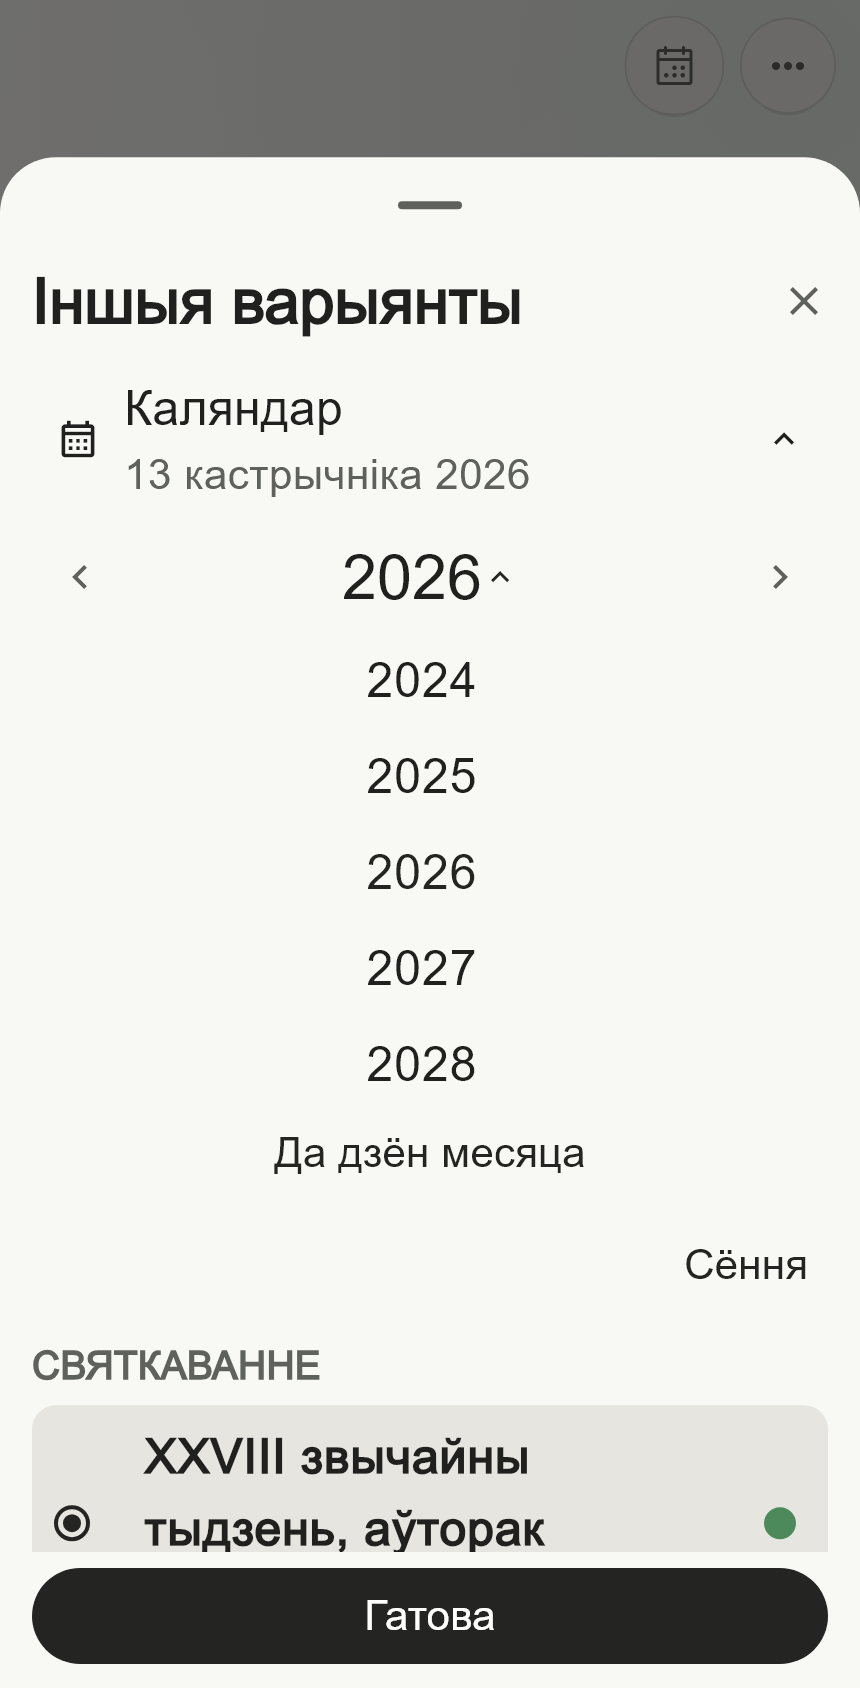 Іншыя варыянты
Каляндар
13 кастрычніка 2026
2026
2024
2025
2026
2027
2028
Да дзён месяца
Сёння
СВЯТКАВАННЕ
XXVIII звычайны
тыдзень, аўторак
Гатова